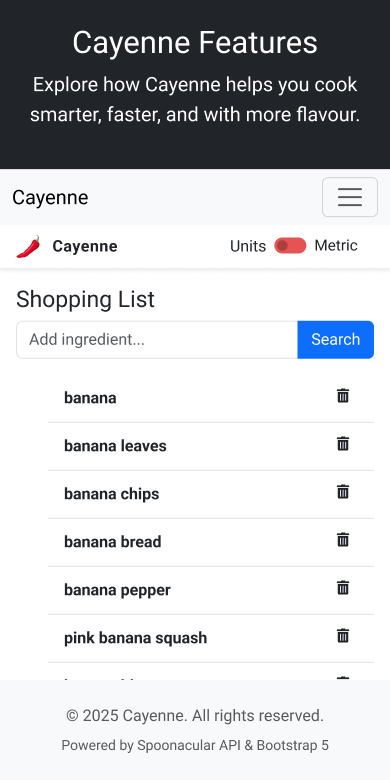 Cayenne Features
Explore how Cayenne helps you cook
smarter, faster, and with more flavour.
Cayenne
Cayenne
Units Metric
Shopping List
Add ingredient... Search
banana
banana leaves
banana chips
banana bread
banana pepper
pink banana squash
© 2025 Cayenne. All rights reserved.
Powered by Spoonacular API & Bootstrap 5